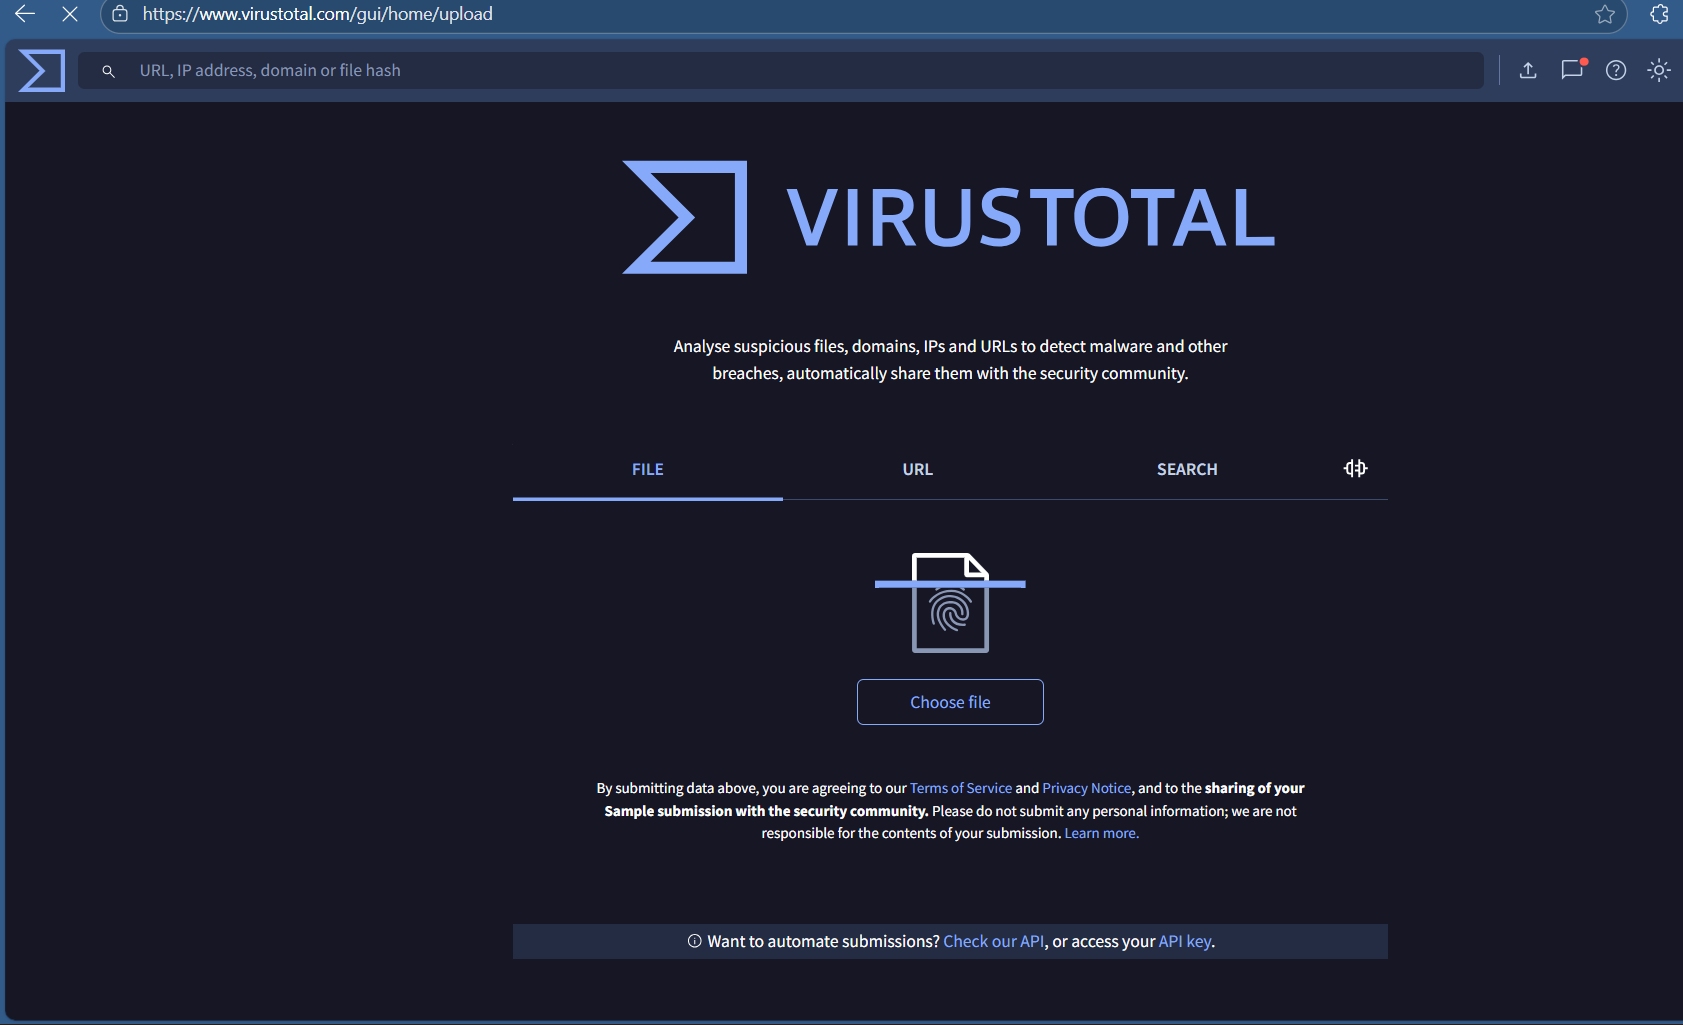 https://www.virustotal.com/gui/home/upload
URL, IP address, domain or file hash
VIRUSTOTAL
Analyse suspicious files, domains, IPs and URLs to detect malware and other
breaches, automatically share them with the security community.
FILE URL SEARCH
Choose file
By submitting data above, you are agreeing to our Terms of Service and Privacy Notice, and to the sharing of your
Sample submission with the security community. Please do not submit any personal information; we are not
responsible for the contents of your submission. Learn more.
Want to automate submissions? Check our API, or access your API key.